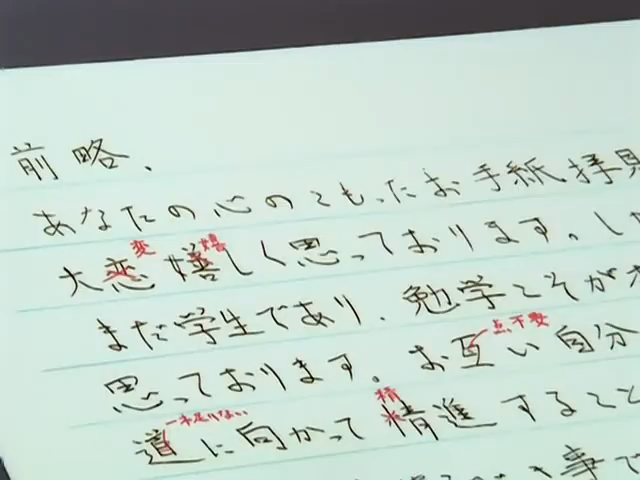 前略、
あなたの心のこもったお手紙拝見
変 嬉
大恋嬉しく思っております。し
まだ学生であり、勉学こそが
点不要
思っております。お互い自分
一本足りない 精
道に向かって情進すること
事で